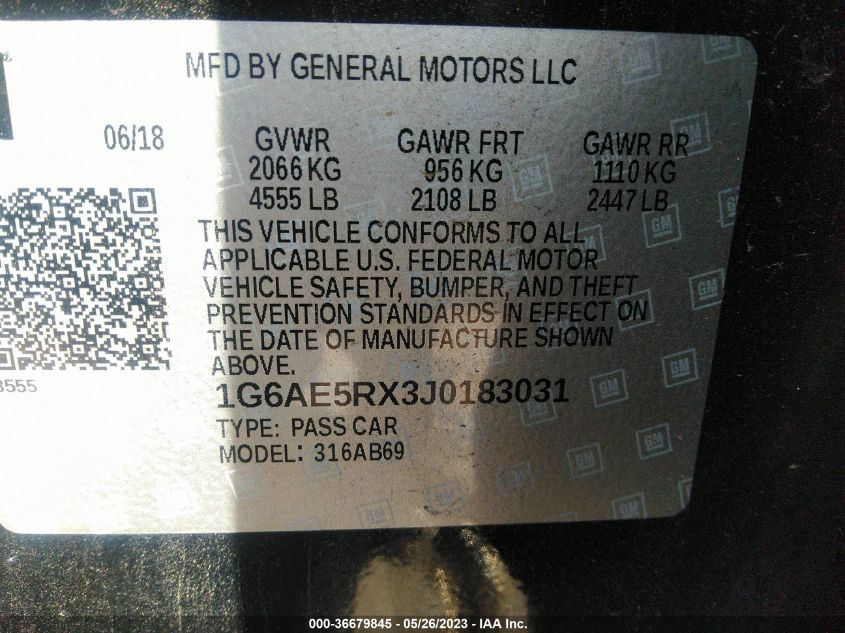 MFD BY GENERAL MOTORS LLC
06/18 GVWR GAWR FRT GAWR RR
2066 KG 956 KG 1110 KG
4555 LB 2108 LB 2447 LB
THIS VEHICLE CONFORMS TO ALL
APPLICABLE U.S. FEDERAL MOTOR
VEHICLE SAFETY, BUMPER, AND THEFT
PREVENTION STANDARDS IN EFFECT ON
THE DATE OF MANUFACTURE SHOWN
ABOVE.
3555
1G6AE5RX3J0183031
TYPE: PASS CAR
MODEL: 316AB69
GM
000-36679845 - 05/26/2023 - IAA Inc.